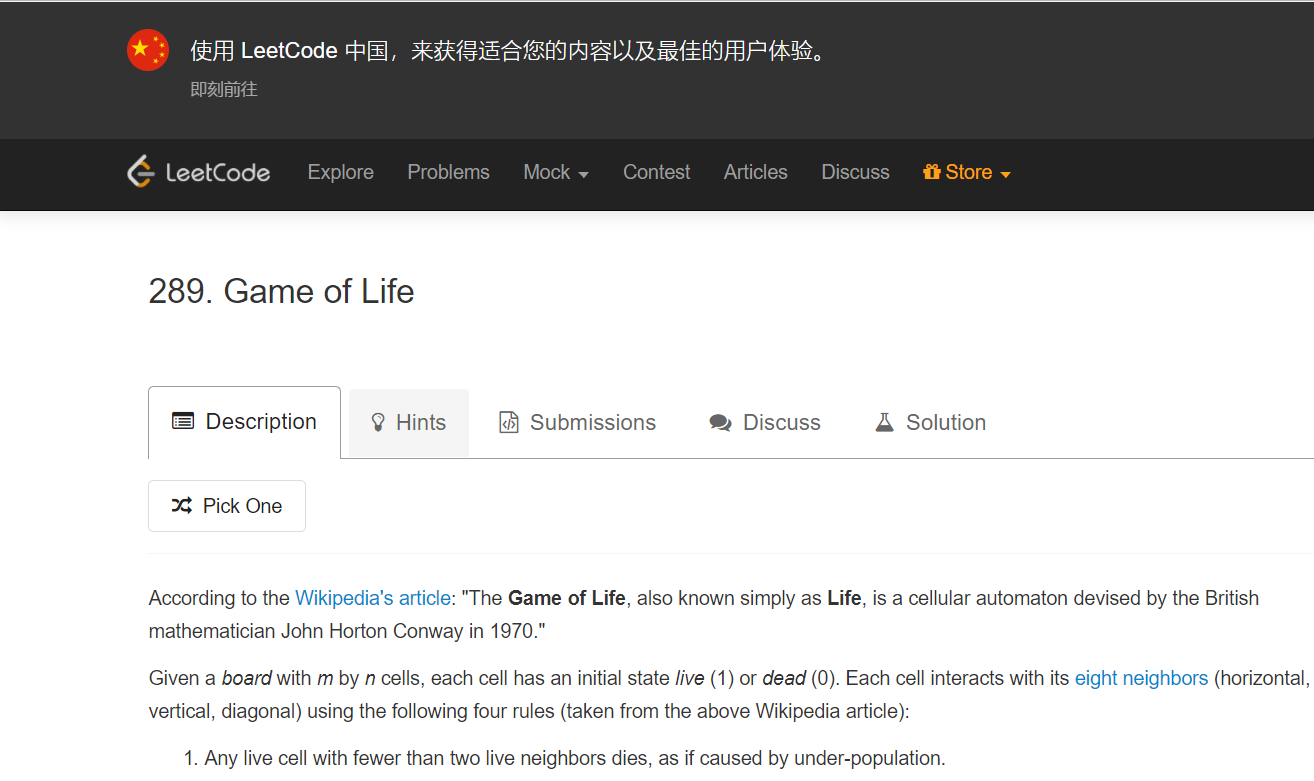 使用 LeetCode 中国，来获得适合您的内容以及最佳的用户体验。
即刻前往
LeetCode Explore Problems Mock Contest Articles Discuss Store
289. Game of Life
Description Hints Submissions Discuss Solution
Pick One
According to the Wikipedia's article: "The Game of Life, also known simply as Life, is a cellular automaton devised by the British
mathematician John Horton Conway in 1970."
Given a board with m by n cells, each cell has an initial state live (1) or dead (0). Each cell interacts with its eight neighbors (horizontal,
vertical, diagonal) using the following four rules (taken from the above Wikipedia article):
1. Any live cell with fewer than two live neighbors dies, as if caused by under-population.